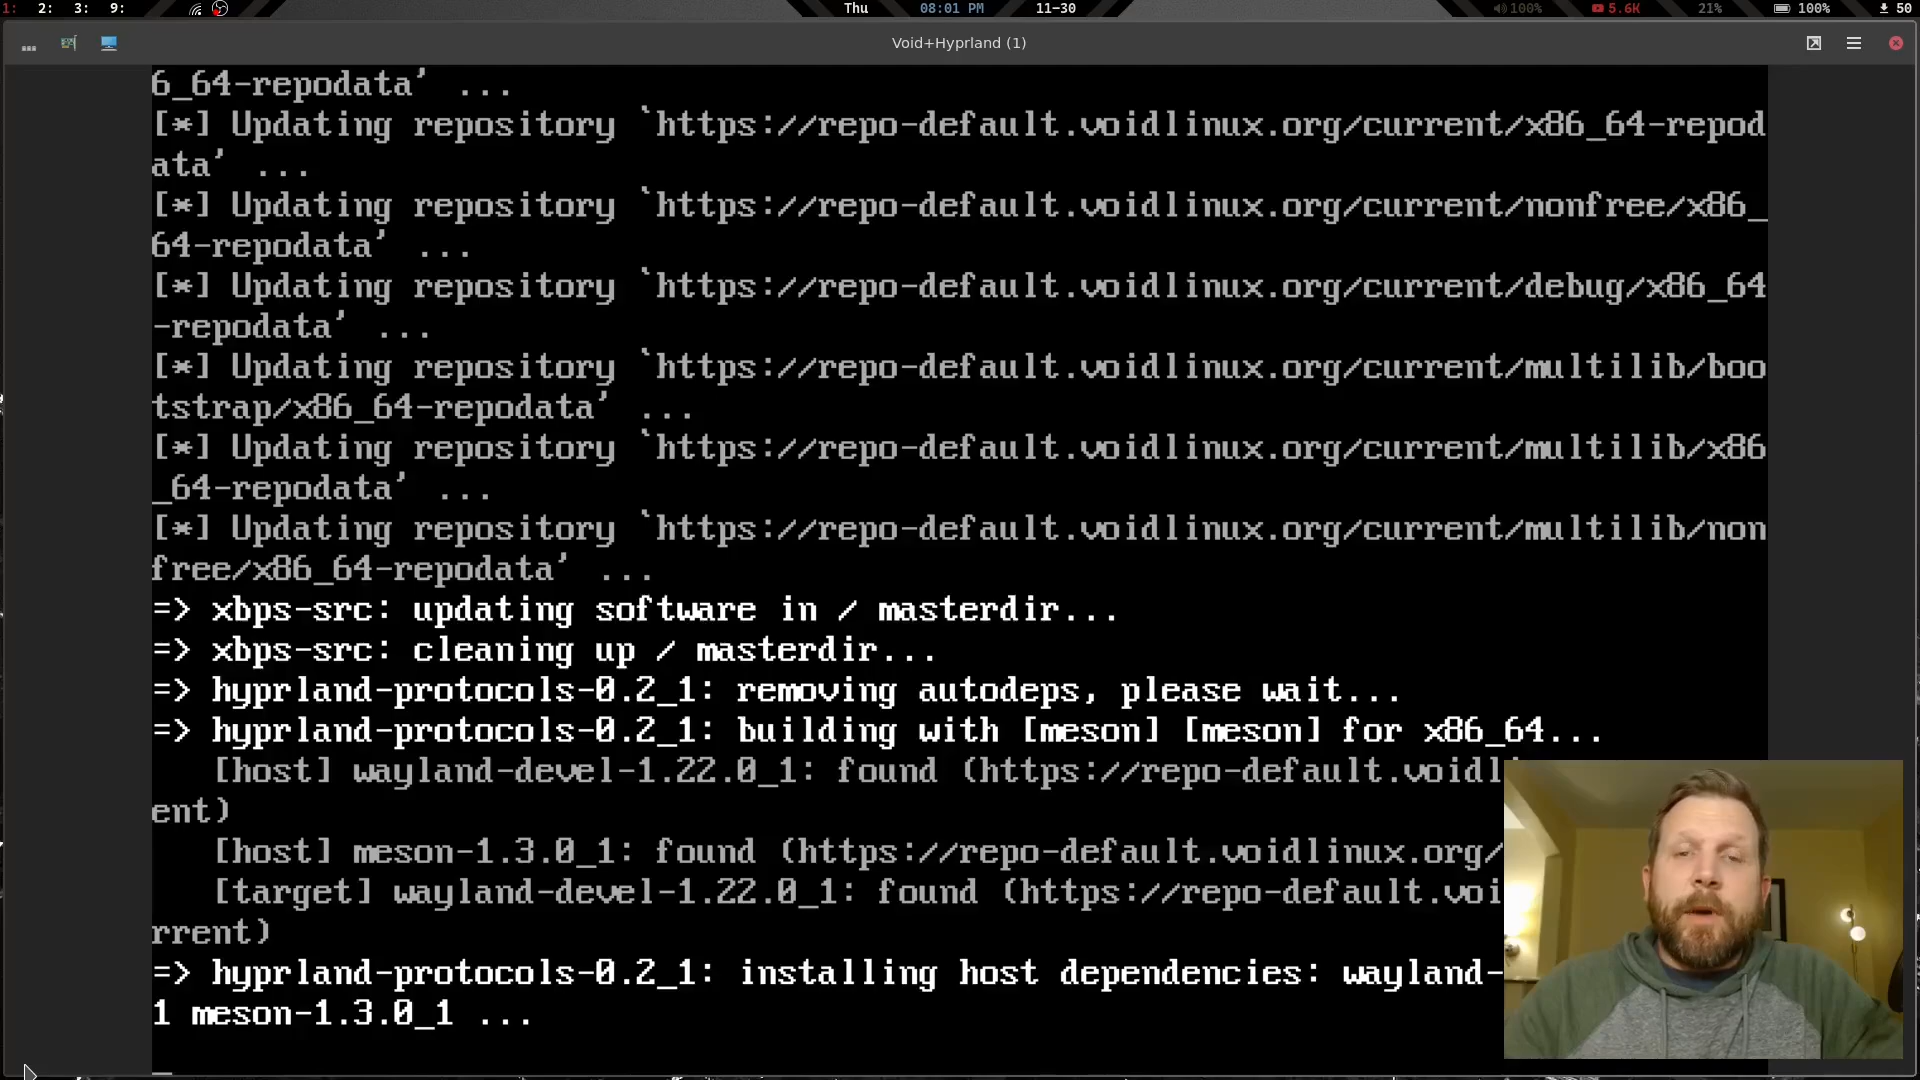 1: 2: 3: 9: Thu 08:01 PM 11-30 100% 5.6K 21% 100% 50
Void+Hyprland (1)
6_64-repodata' ...
[*] Updating repository `https://repo-default.voidlinux.org/current/x86_64-repod
ata' ...
[*] Updating repository `https://repo-default.voidlinux.org/current/nonfree/x86_
64-repodata' ...
[*] Updating repository `https://repo-default.voidlinux.org/current/debug/x86_64
-repodata' ...
[*] Updating repository `https://repo-default.voidlinux.org/current/multilib/boo
tstrap/x86_64-repodata' ...
[*] Updating repository `https://repo-default.voidlinux.org/current/multilib/x86
_64-repodata' ...
[*] Updating repository `https://repo-default.voidlinux.org/current/multilib/non
free/x86_64-repodata' ...
=> xbps-src: updating software in / masterdir...
=> xbps-src: cleaning up / masterdir...
=> hyprland-protocols-0.2_1: removing autodeps, please wait...
=> hyprland-protocols-0.2_1: building with [meson] [meson] for x86_64...
[host] wayland-devel-1.22.0_1: found (https://repo-default.voidl
ent)
[host] meson-1.3.0_1: found (https://repo-default.voidlinux.org/
[target] wayland-devel-1.22.0_1: found (https://repo-default.voi
rrent)
=> hyprland-protocols-0.2_1: installing host dependencies: wayland-
1 meson-1.3.0_1 ...
_